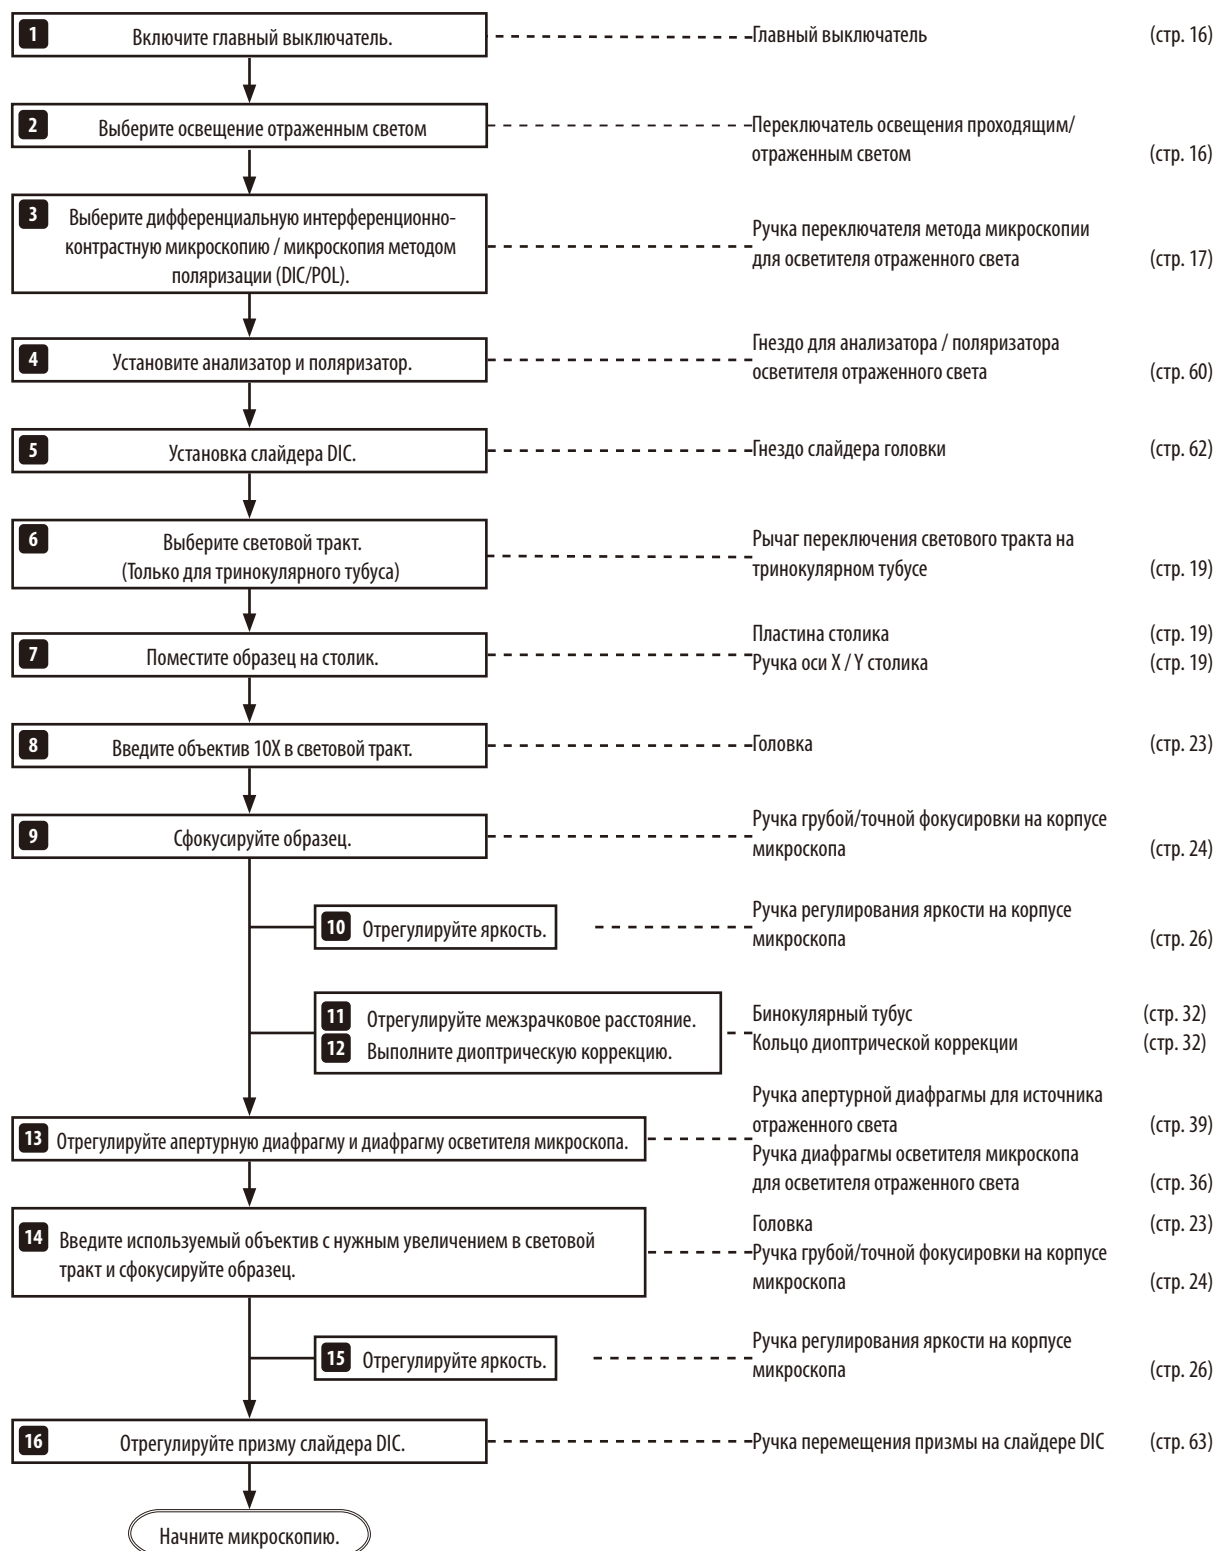 1 Включите главный выключатель. Главный выключатель (стр. 16)
2 Выберите освещение отраженным светом
Переключатель освещения проходящим/
отраженным светом (стр. 16)
3 Выберите дифференциальную интерференционно-
контрастную микроскопию / микроскопия методом
поляризации (DIC/POL).
Ручка переключателя метода микроскопии
для осветителя отраженного света (стр. 17)
4 Установите анализатор и поляризатор.
Гнездо для анализатора / поляризатора
осветителя отраженного света (стр. 60)
5 Установка слайдера DIC. Гнездо слайдера головки (стр. 62)
6 Выберите световой тракт.
(Только для тринокулярного тубуса)
Рычаг переключения светового тракта на
тринокулярном тубусе (стр. 19)
7 Поместите образец на столик.
Пластина столика (стр. 19)
Ручка оси X / Y столика (стр. 19)
8 Введите объектив 10X в световой тракт. Головка (стр. 23)
9 Сфокусируйте образец.
Ручка грубой/точной фокусировки на корпусе
микроскопа (стр. 24)
10 Отрегулируйте яркость.
Ручка регулирования яркости на корпусе
микроскопа (стр. 26)
11 Отрегулируйте межзрачковое расстояние.
12 Выполните диоптрическую коррекцию.
Бинокулярный тубус (стр. 32)
Кольцо диоптрической коррекции (стр. 32)
13 Отрегулируйте апертурную диафрагму и диафрагму осветителя микроскопа.
Ручка апертурной диафрагмы для источника
отраженного света (стр. 39)
Ручка диафрагмы осветителя микроскопа
для осветителя отраженного света (стр. 36)
14 Введите используемый объектив с нужным увеличением в световой
тракт и сфокусируйте образец.
Головка (стр. 23)
Ручка грубой/точной фокусировки на корпусе
микроскопа (стр. 24)
15 Отрегулируйте яркость.
Ручка регулирования яркости на корпусе
микроскопа (стр. 26)
16 Отрегулируйте призму слайдера DIC. Ручка перемещения призмы на слайдере DIC (стр. 63)
Начните микроскопию.